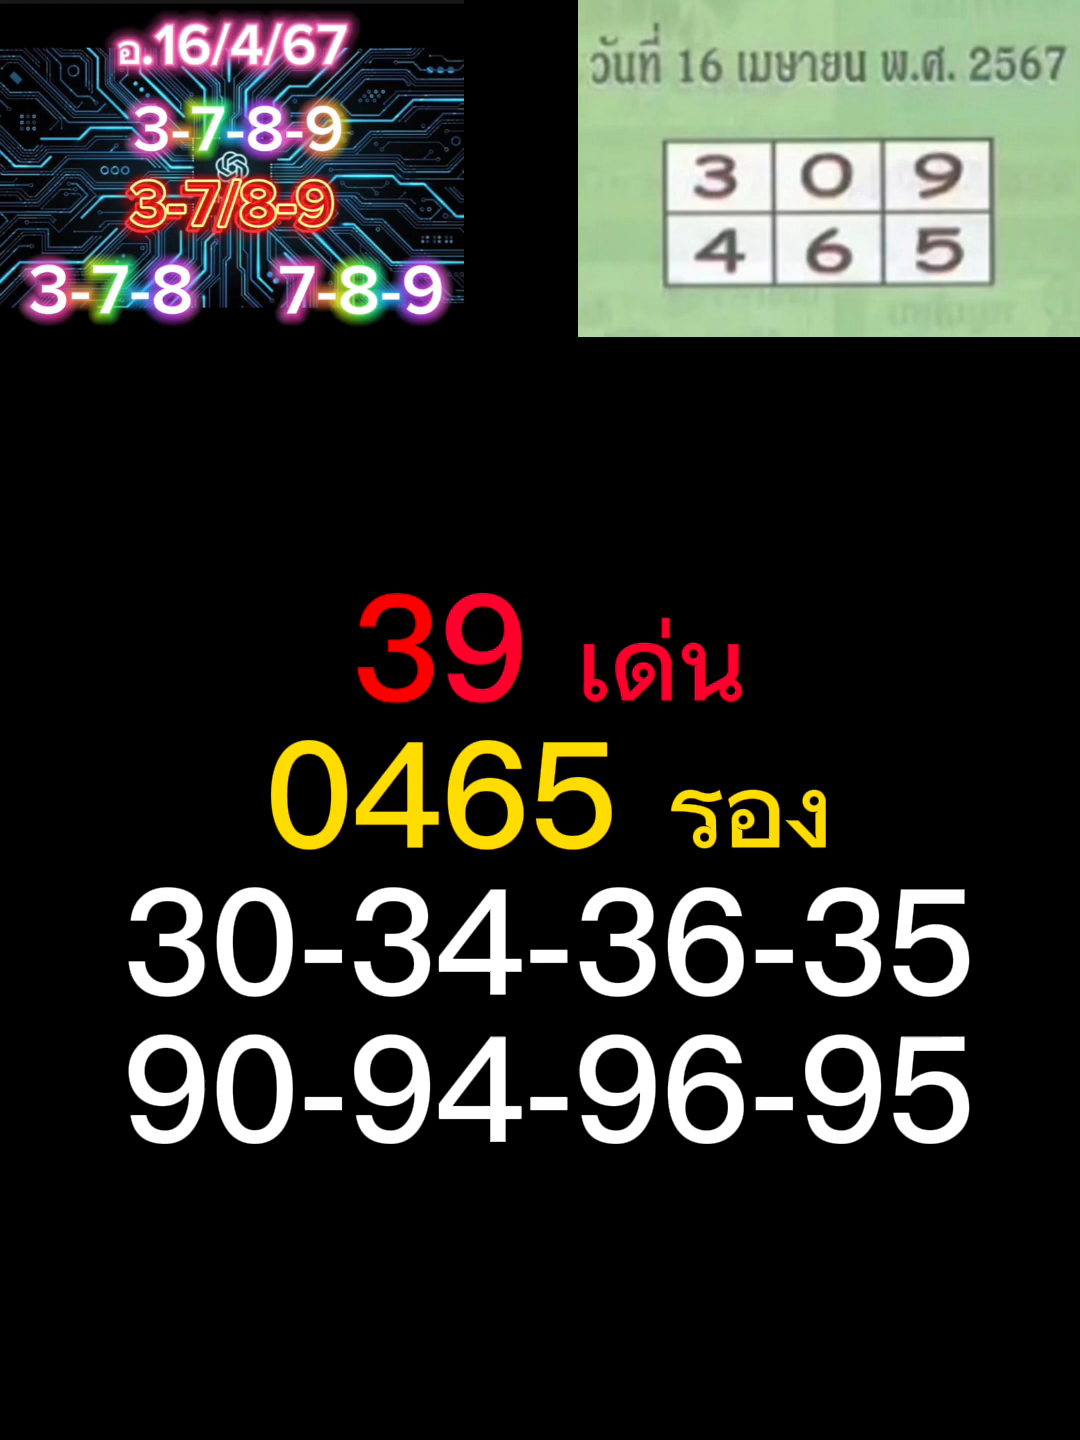 อ.16/4/67
3-7-8-9
3-7/8-9
3-7-8 7-8-9
วันที่ 16 เมษายน พ.ศ. 2567
3 0 9
4 6 5
39 เด่น
0465 รอง
30-34-36-35
90-94-96-95